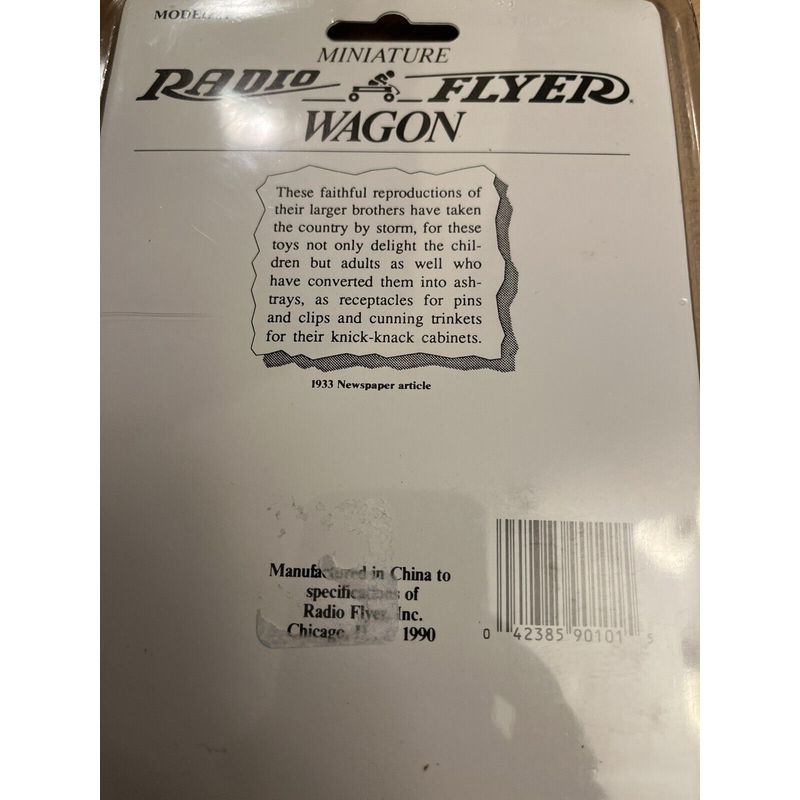 MODEL
MINIATURE
RADIO FLYER
WAGON
These faithful reproductions of
their larger brothers have taken
the country by storm, for these
toys not only delight the chil-
dren but adults as well who
have converted them into ash-
trays, as receptacles for pins
and clips and cunning trinkets
for their knick-knack cabinets.
1933 Newspaper article
Manufactured in China to
specifications of
Radio Flyer Inc.
Chicago, 1990
0 42385 90101 5